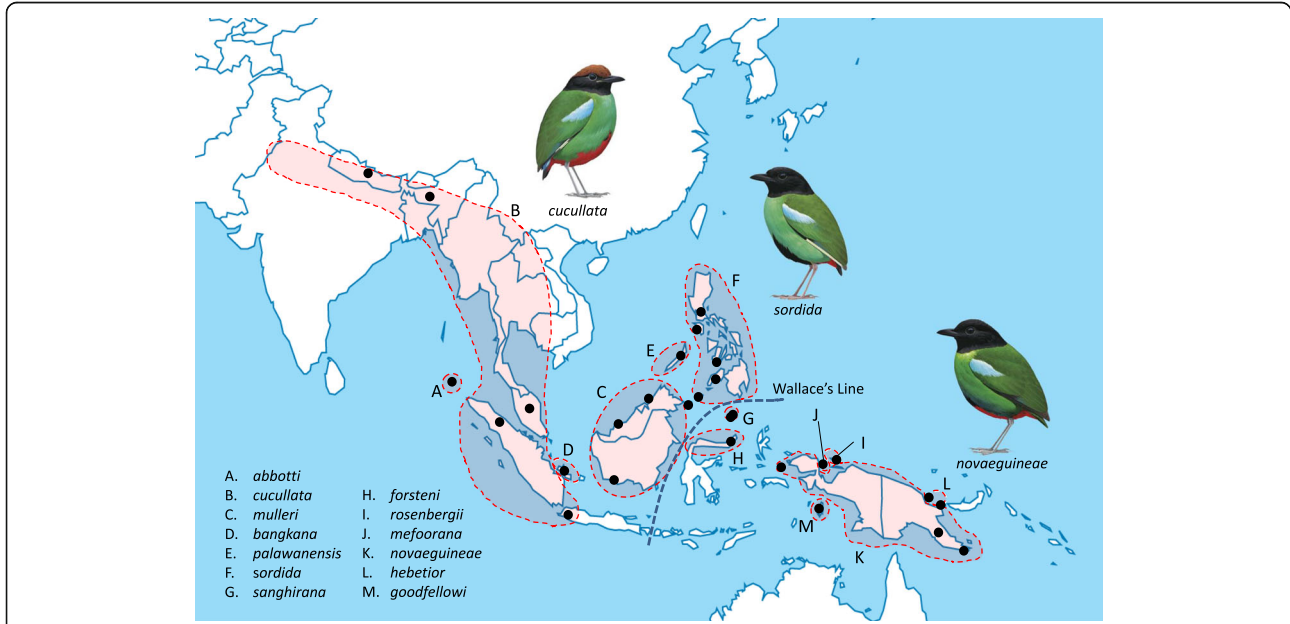 B
cucullata
F
sordida
E
A
C
Wallace's Line
G
J
I
H
novaeguineae
D
L
M
K
A. abbotti
B. cucullata
C. mulleri
D. bangkana
E. palawanensis
F. sordida
G. sanghirana
H. forsteni
I. rosenbergii
J. mefoorana
K. novaeguineae
L. hebetior
M. goodfellowi